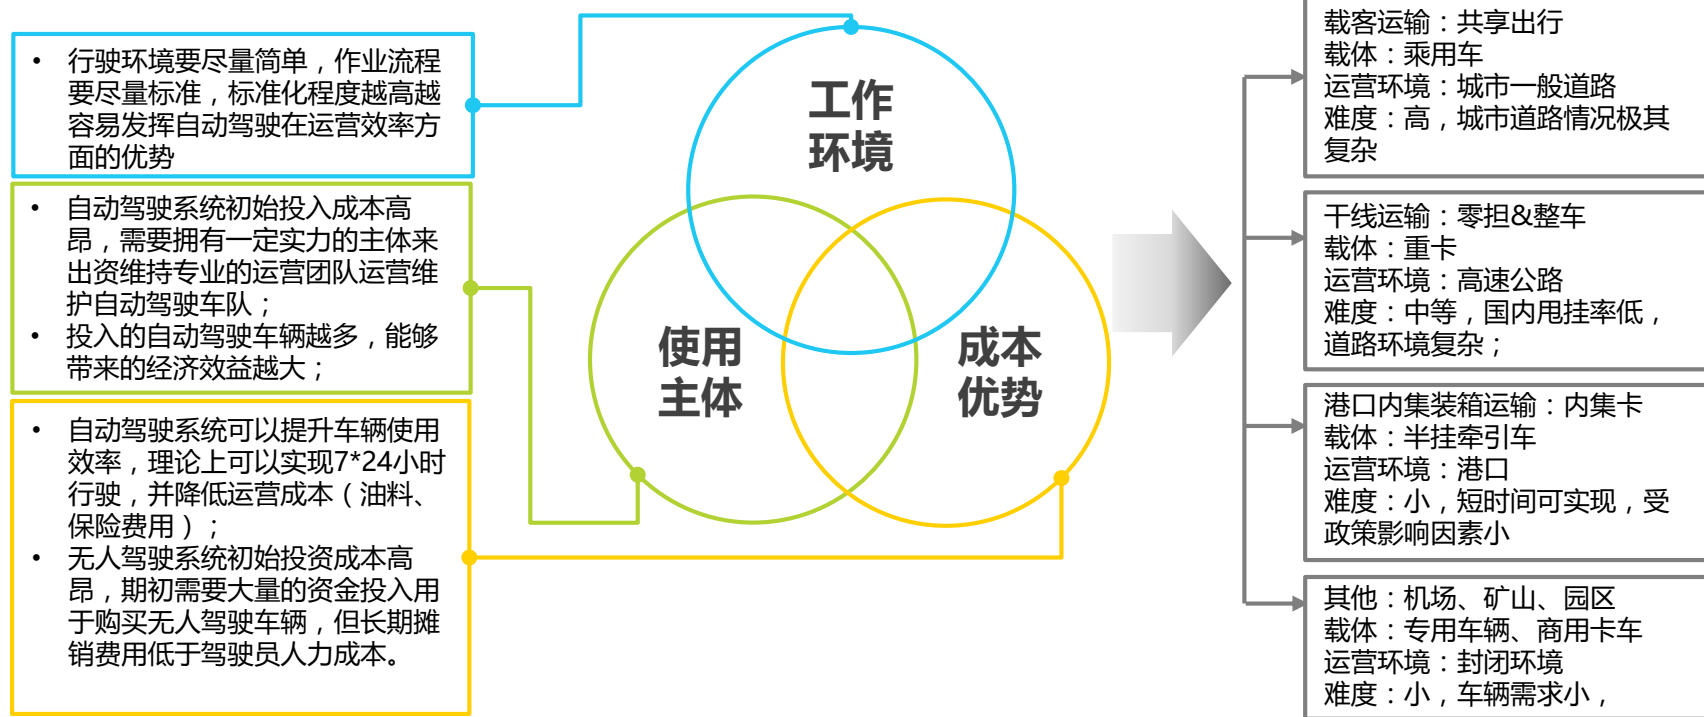 • 行驶环境要尽量简单，作业流程
要尽量标准，标准化程度越高越
容易发挥自动驾驶在运营效率方
面的优势
• 自动驾驶系统初始投入成本高
昂，需要拥有一定实力的主体来
出资维持专业的运营团队运营维
护自动驾驶车队；
• 投入的自动驾驶车辆越多，能够
带来的经济效益越大；
• 自动驾驶系统可以提升车辆使用
效率，理论上可以实现7*24小时
行驶，并降低运营成本（油料、
保险费用）；
• 无人驾驶系统初始投资成本高
昂，期初需要大量的资金投入用
于购买无人驾驶车辆，但长期摊
销费用低于驾驶员人力成本。
工作
环境
使用
主体
成本
优势
载客运输：共享出行
载体：乘用车
运营环境：城市一般道路
难度：高，城市道路情况极其
复杂
干线运输：零担&整车
载体：重卡
运营环境：高速公路
难度：中等，国内甩挂率低，
道路环境复杂；
港口内集装箱运输：内集卡
载体：半挂牵引车
运营环境：港口
难度：小，短时间可实现，受
政策影响因素小
其他：机场、矿山、园区
载体：专用车辆、商用卡车
运营环境：封闭环境
难度：小，车辆需求小，